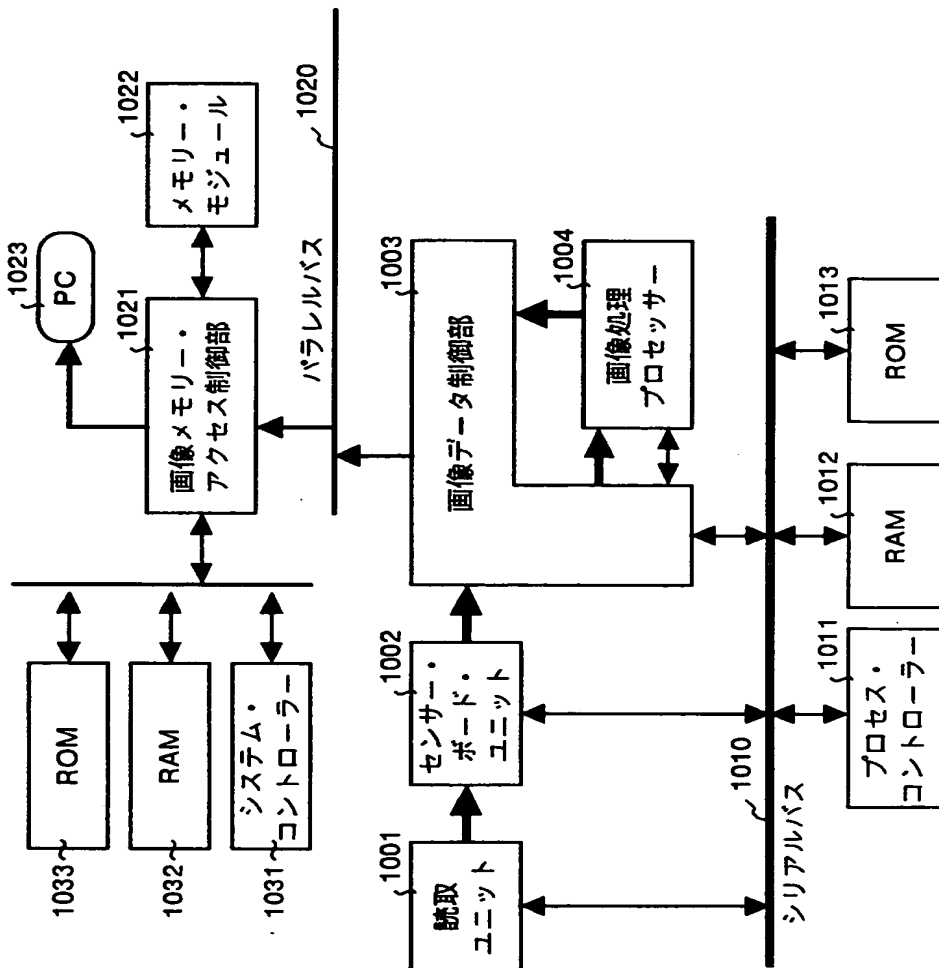 1023
PC
1022
メモリー・
モジュール
1021
画像メモリー・
アクセス制御部
1020
パラレルバス
ROM
1033
RAM
1032
システム・
コントローラー
1031
1003
画像データ制御部
1004
画像処理
プロセッサー
1002
センサー・
ボード・
ユニット
1001
読取
ユニット
1010
シリアルバス
1011
プロセス・
コントローラー
1012
RAM
1013
ROM